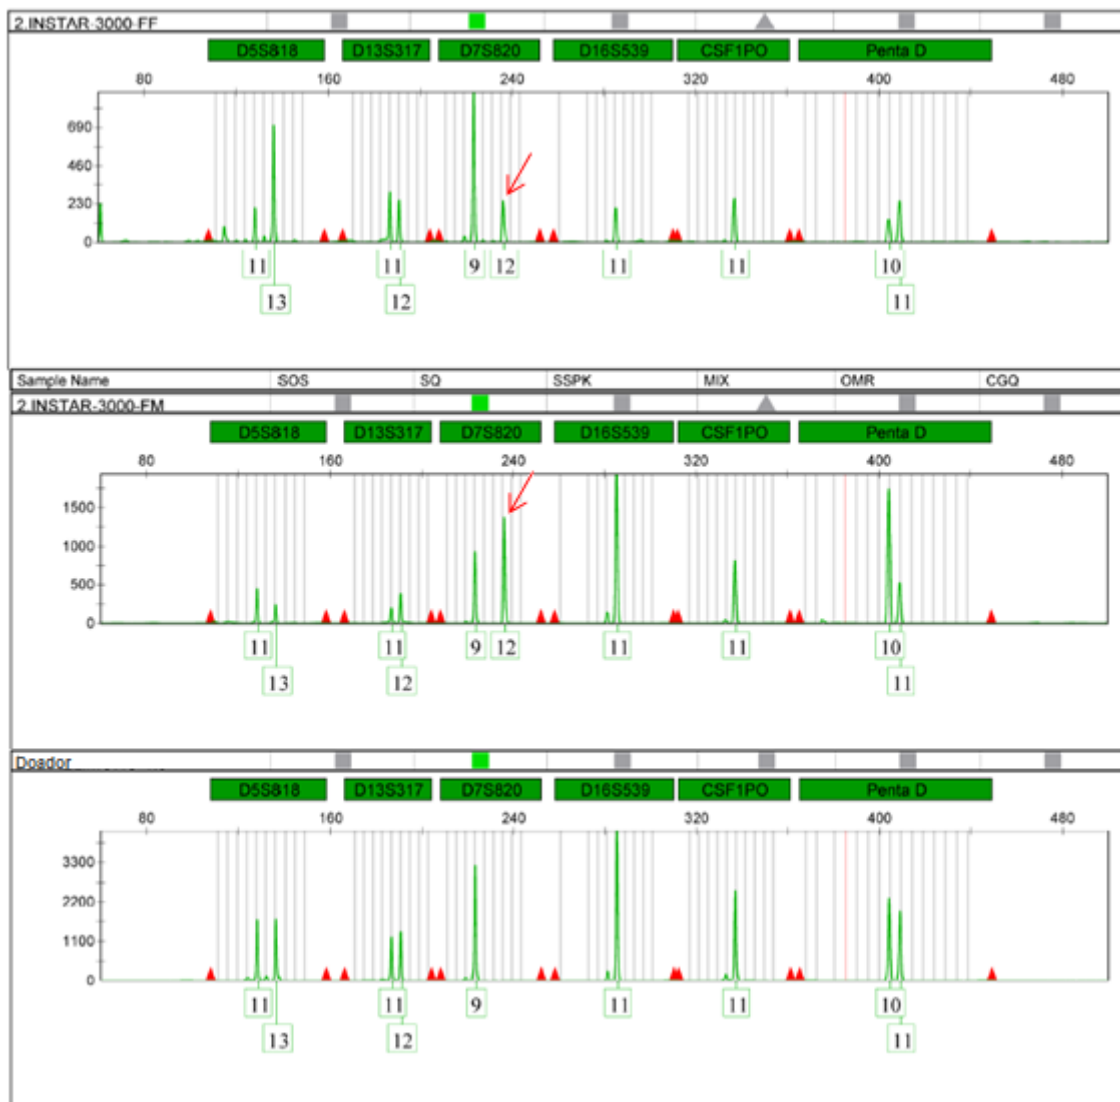 2.INSTAR-3000-FF
D5S818 D13S317 D7S820 D16S539 CSF1PO Penta D
80 160 240 320 400 480
690
460
230
0
11 11 9 12 11 11 10
13 12 11
Sample Name SOS SQ SSPK MIX OMR CGQ
2.INSTAR-3000-FM
D5S818 D13S317 D7S820 D16S539 CSF1PO Penta D
80 160 240 320 400 480
1500
1000
500
0
11 11 9 12 11 11 10
13 12 11
Doador
D5S818 D13S317 D7S820 D16S539 CSF1PO Penta D
80 160 240 320 400 480
3300
2200
1100
0
11 11 9 11 11 10
13 12 11